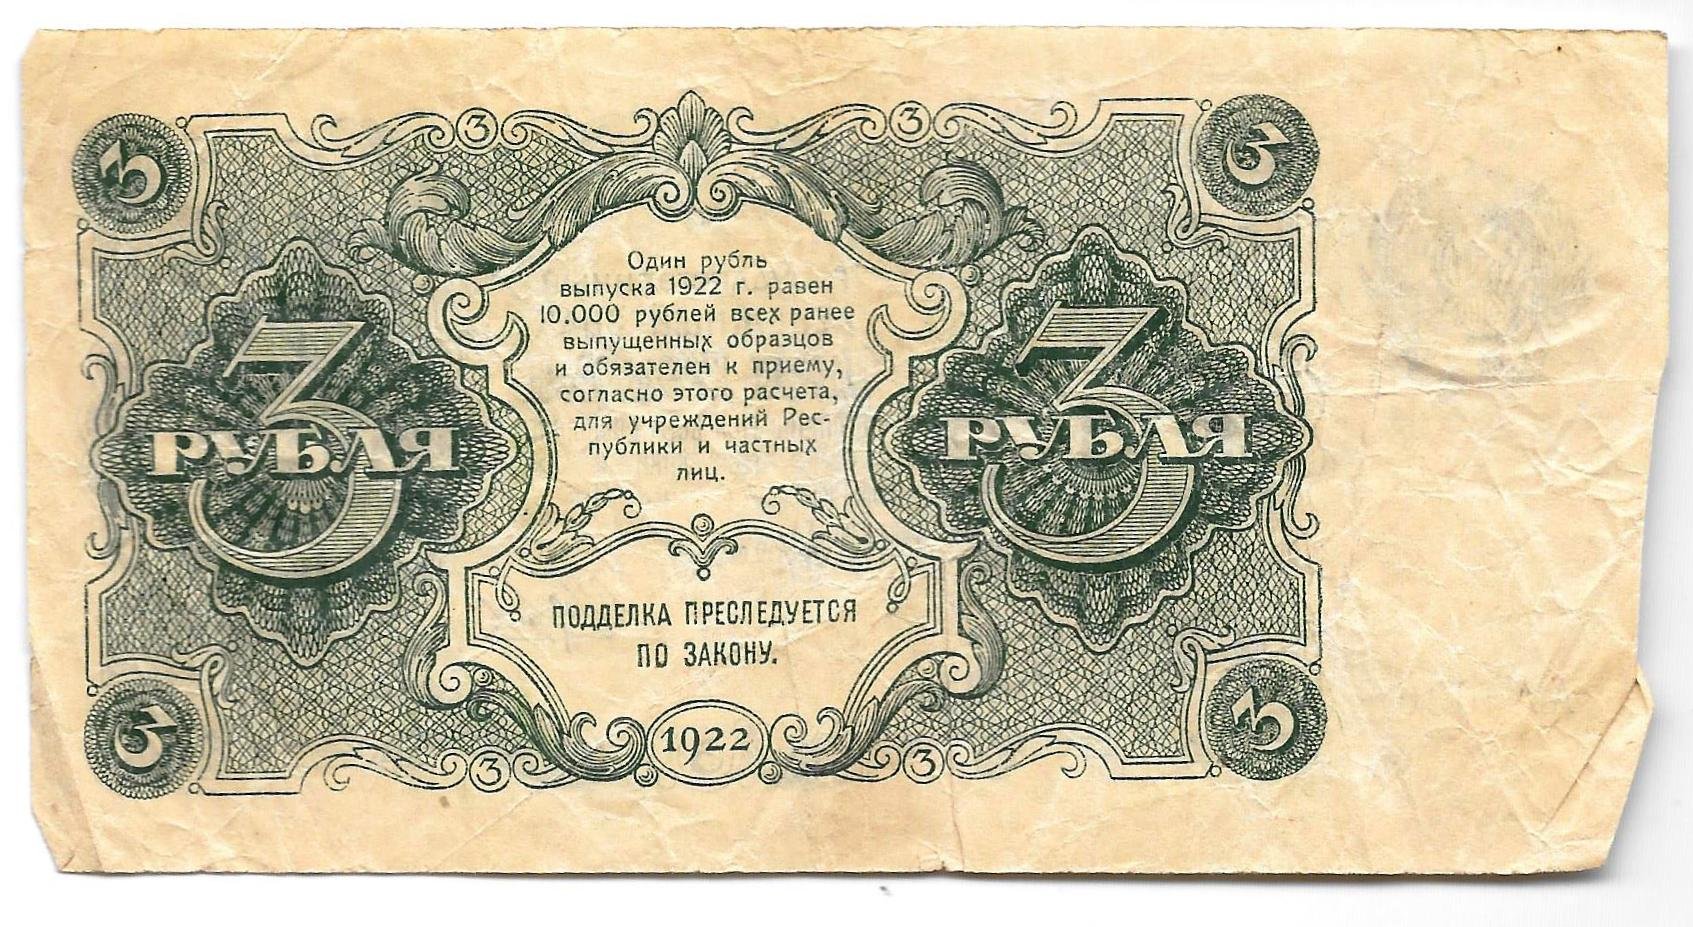 3 3 3 3
Один рубль
выпуска 1922 г. равен
10.000 рублей всех ранее
выпущенных образцов
и обязателен к приему,
согласно этого расчета,
для учреждений Рес-
публики и частных
лиц.
3 3
РУБЛЯ РУБЛЯ
ПОДДЕЛКА ПРЕСЛЕДУЕТСЯ
ПО ЗАКОНУ.
3 3 1922 3 3